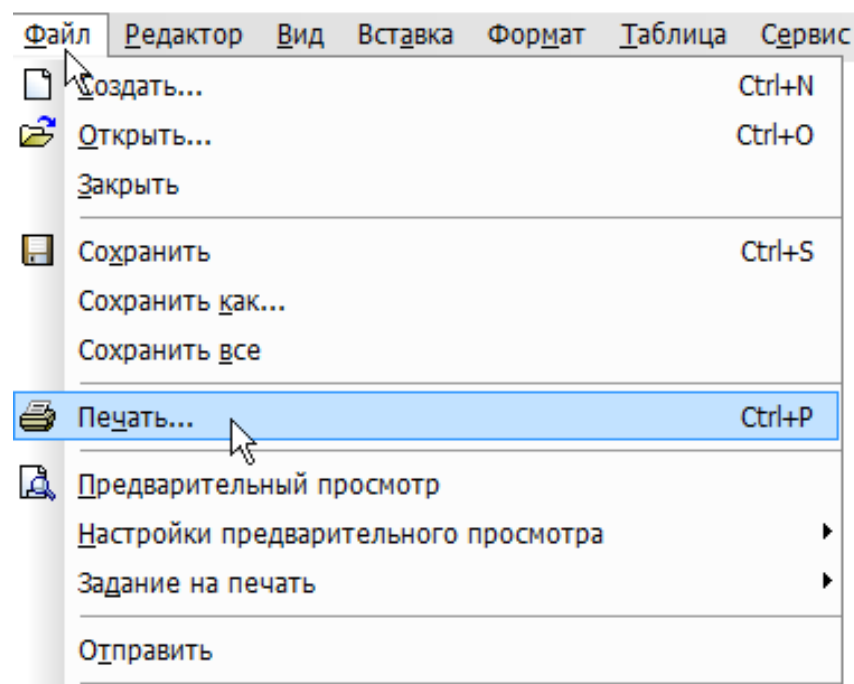 Файл Редактор Вид Вставка Формат Таблица Сервис
Создать... Ctrl+N
Открыть... Ctrl+O
Закрыть
Сохранить Ctrl+S
Сохранить как...
Сохранить все
Печать... Ctrl+P
Предварительный просмотр
Настройки предварительного просмотра
Задание на печать
Отправить